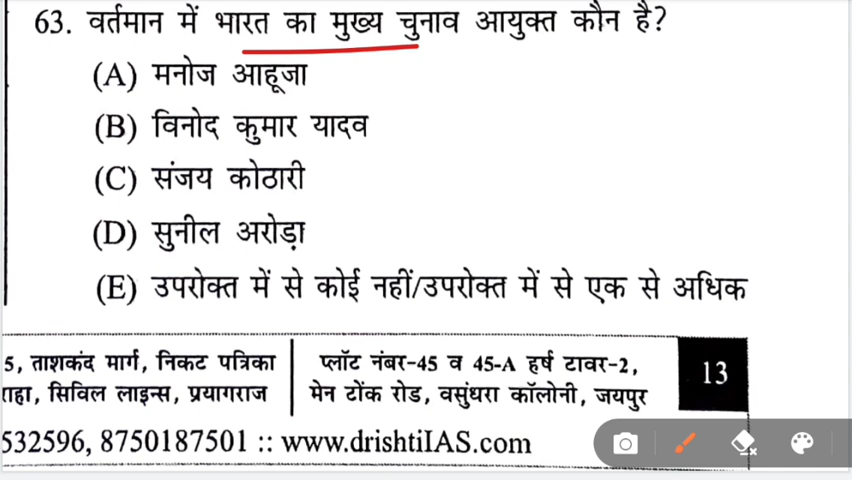 63. वर्तमान में भारत का मुख्य चुनाव आयुक्त कौन है?
(A) मनोज आहूजा
(B) विनोद कुमार यादव
(C) संजय कोठारी
(D) सुनील अरोड़ा
(E) उपरोक्त में से कोई नहीं/उपरोक्त में से एक से अधिक
5, ताशकंद मार्ग, निकट पत्रिका
राहा, सिविल लाइन्स, प्रयागराज
प्लॉट नंबर-45 व 45-A हर्ष टावर-2,
मेन टोंक रोड, वसुंधरा कॉलोनी, जयपुर
13
532596, 8750187501 :: www.drishtiIAS.com